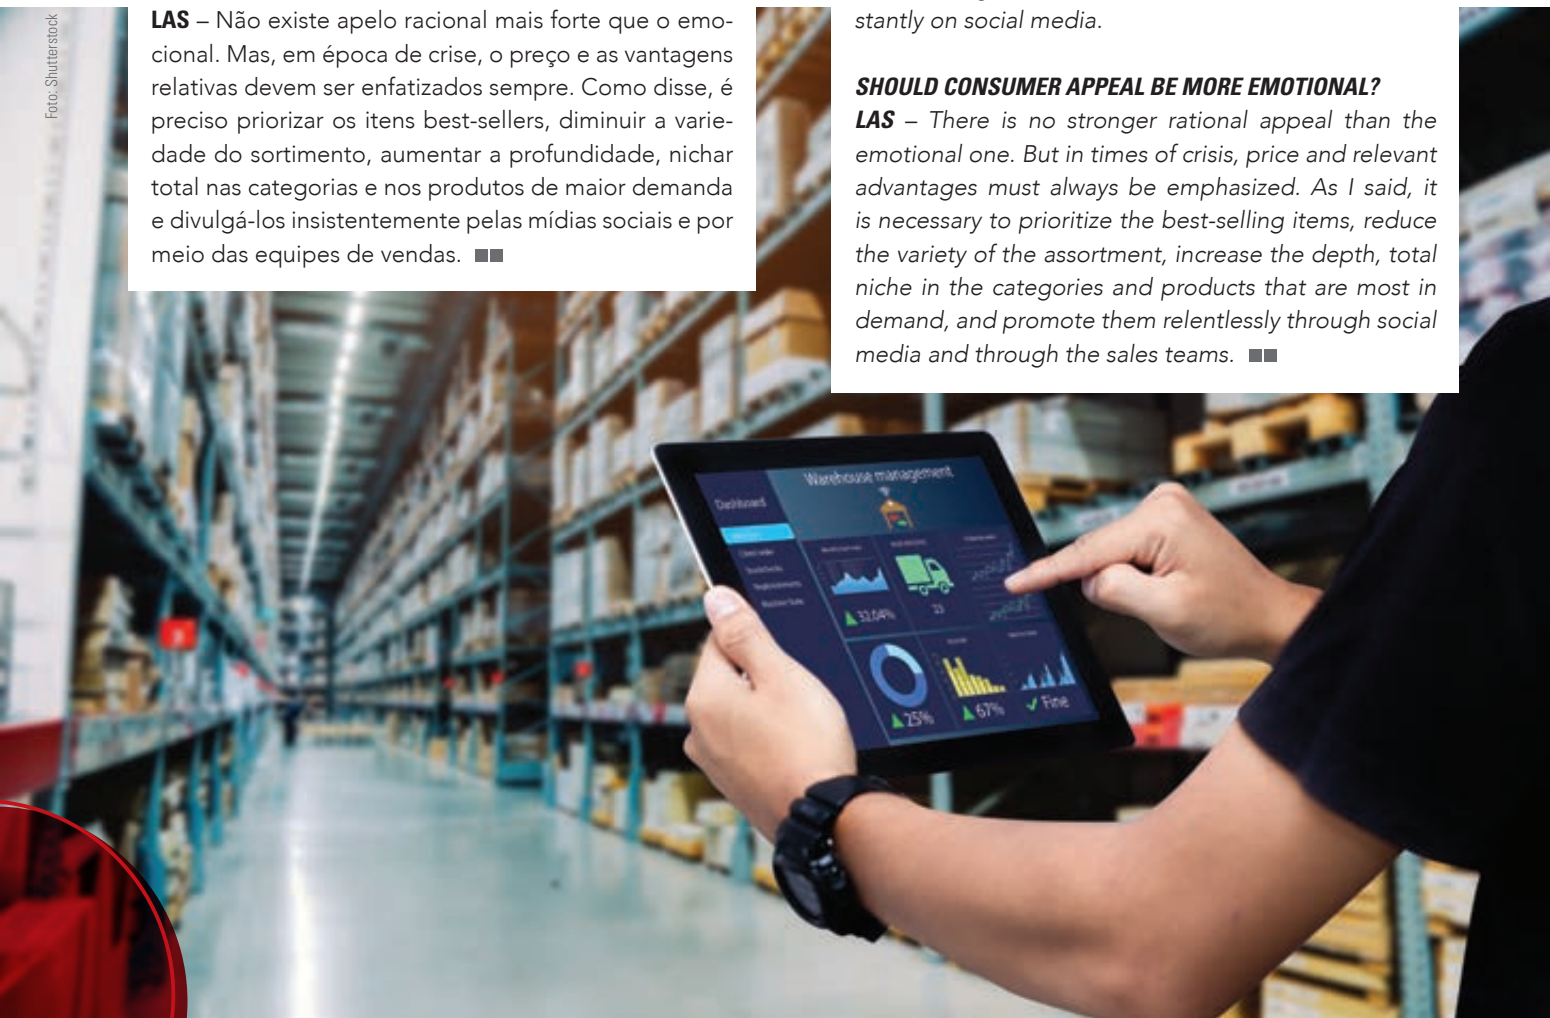 Foto: Shutterstock
LAS – Não existe apelo racional mais forte que o emo-
cional. Mas, em época de crise, o preço e as vantagens
relativas devem ser enfatizados sempre. Como disse, é
preciso priorizar os itens best-sellers, diminuir a varie-
dade do sortimento, aumentar a profundidade, nichar
total nas categorias e nos produtos de maior demanda
e divulgá-los insistentemente pelas mídias sociais e por
meio das equipes de vendas.
stantly on social media.
SHOULD CONSUMER APPEAL BE MORE EMOTIONAL?
LAS – There is no stronger rational appeal than the
emotional one. But in times of crisis, price and relevant
advantages must always be emphasized. As I said, it
is necessary to prioritize the best-selling items, reduce
the variety of the assortment, increase the depth, total
niche in the categories and products that are most in
demand, and promote them relentlessly through social
media and through the sales teams.
Warehouse management
Dashboard
32,04%
23
25%
67%
Fine